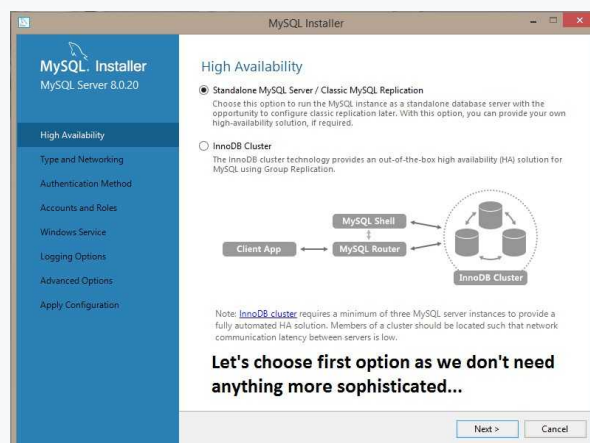 MySQL Installer
MySQL. Installer
MySQL Server 8.0.20
High Availability
Type and Networking
Authentication Method
Accounts and Roles
Windows Service
Logging Options
Advanced Options
Apply Configuration
High Availability
Standalone MySQL Server / Classic MySQL Replication
Choose this option to run the MySQL instance as a standalone database server with the
opportunity to configure classic replication later. With this option, you can provide your own
high-availability solution, if required.
InnoDB Cluster
The InnoDB cluster technology provides an out-of-the-box high availability (HA) solution for
MySQL using Group Replication.
MySQL Shell
Client App
MySQL Router
InnoDB Cluster
Note: InnoDB cluster requires a minimum of three MySQL server instances to provide a
fully automated HA solution. Members of a cluster should be located such that network
communication latency between servers is low.
Let's choose first option as we don't need
anything more sophisticated...
Next >
Cancel